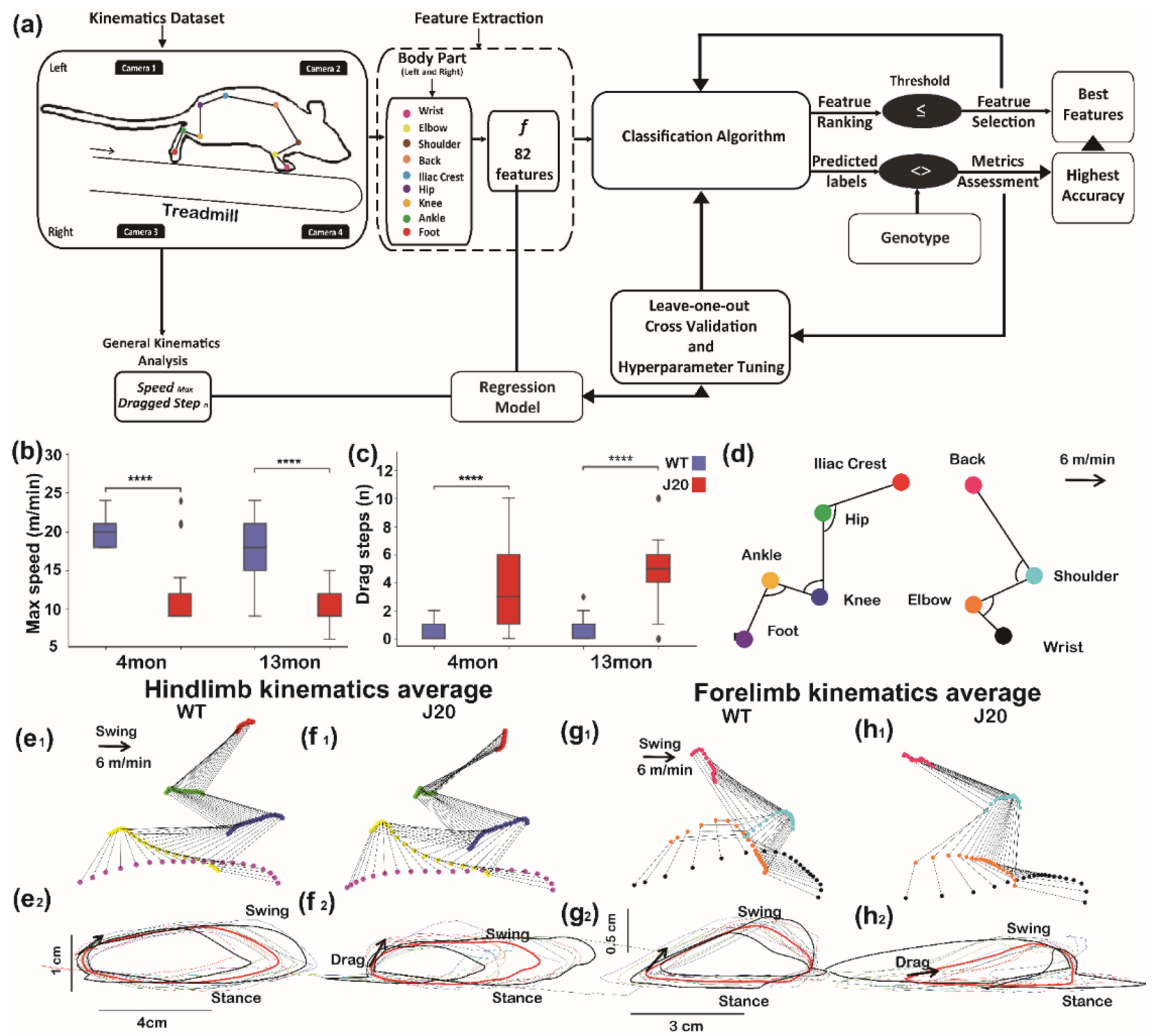 (a)
Kinematics Dataset
Feature Extraction
Left
Camera 1
Camera 2
Treadmill
Right
Camera 3
Camera 4
Body Part
(Left and Right)
Wrist
Elbow
Shoulder
Back
Iliac Crest
Hip
Knee
Ankle
Foot
f
82
features
Classification Algorithm
Featrue
Ranking
Threshold
≤
Featrue
Selection
Best
Features
Predicted
labels
<>
Metrics
Assessment
Highest
Accuracy
Genotype
Leave-one-out
Cross Validation
and
Hyperparameter Tuning
General Kinematics
Analysis
Speed Max
Dragged Step n
Regression
Model
(b)
Max speed (m/min)
30
25
20
15
10
5
****
****
4mon
13mon
(c)
Drag steps (n)
12
10
8
6
4
2
0
****
****
WT
J20
4mon
13mon
(d)
Iliac Crest
Hip
Ankle
Knee
Foot
Back
6 m/min
Shoulder
Elbow
Wrist
Hindlimb kinematics average
WT
J20
Forelimb kinematics average
WT
J20
(e1)
Swing
6 m/min
(f 1)
(g1)
Swing
6 m/min
(h1)
(e2)
Swing
Stance
4cm
(f 2)
Swing
Drag
Stance
(g2)
0.5 cm
Swing
Stance
3 cm
(h2)
Swing
Drag
Stance